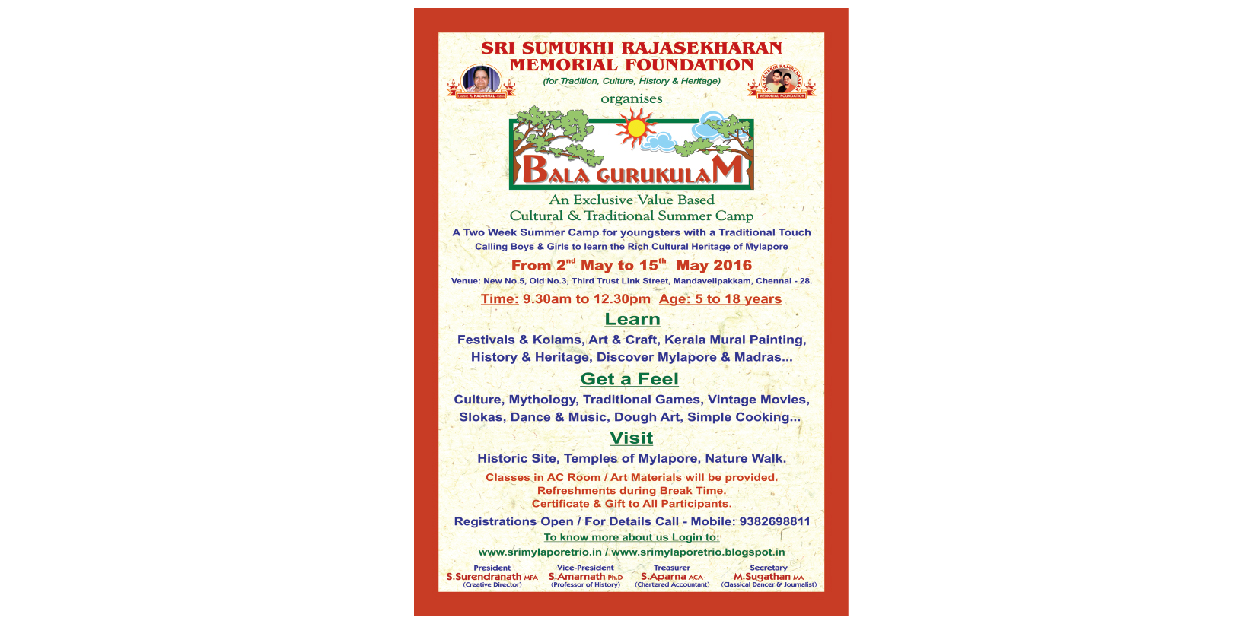 SRI SUMUKHI RAJASEKHARAN
MEMORIAL FOUNDATION
(for Tradition, Culture, History & Heritage)
MEMORIAL FOUNDATION
organises
BALA GURUKULAM
An Exclusive Value Based
Cultural & Traditional Summer Camp
A Two Week Summer Camp for youngsters with a Traditional Touch
Calling Boys & Girls to learn the Rich Cultural Heritage of Mylapore
From 2nd May to 15th May 2016
Venue: New No.5, Old No.3, Third Trust Link Street, Mandavelipakkam, Chennai - 28.
Time: 9.30am to 12.30pm Age: 5 to 18 years
Learn
Festivals & Kolams, Art & Craft, Kerala Mural Painting,
History & Heritage, Discover Mylapore & Madras...
Get a Feel
Culture, Mythology, Traditional Games, Vintage Movies,
Slokas, Dance & Music, Dough Art, Simple Cooking...
Visit
Historic Site, Temples of Mylapore, Nature Walk.
Classes in AC Room / Art Materials will be provided.
Refreshments during Break Time.
Certificate & Gift to All Participants.
Registrations Open / For Details Call - Mobile: 9382698811
To know more about us Login to:
www.srimylaporetrio.in / www.srimylaporetrio.blogspot.in
President Vice-President Treasurer Secretary
S.Surendranath MFA S.Amarnath PhD S.Aparna ACA M.Sugathan MA
(Creative Director) (Professor of History) (Chartered Accountant) (Classical Dancer & Journalist)